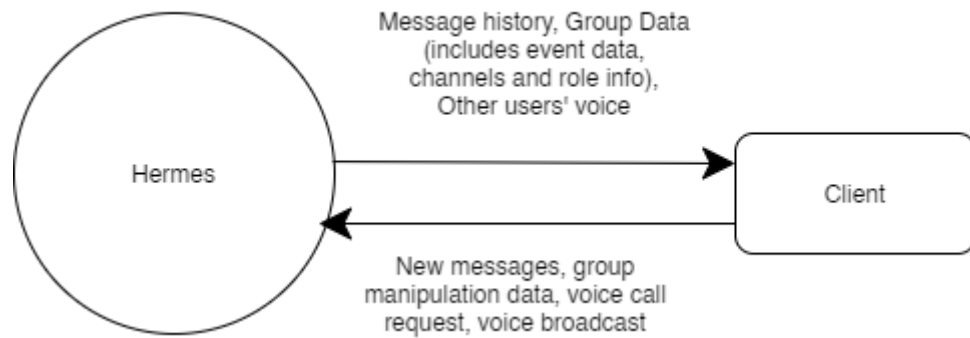 Message history, Group Data
(includes event data,
channels and role info),
Other users' voice
Hermes
Client
New messages, group
manipulation data, voice call
request, voice broadcast